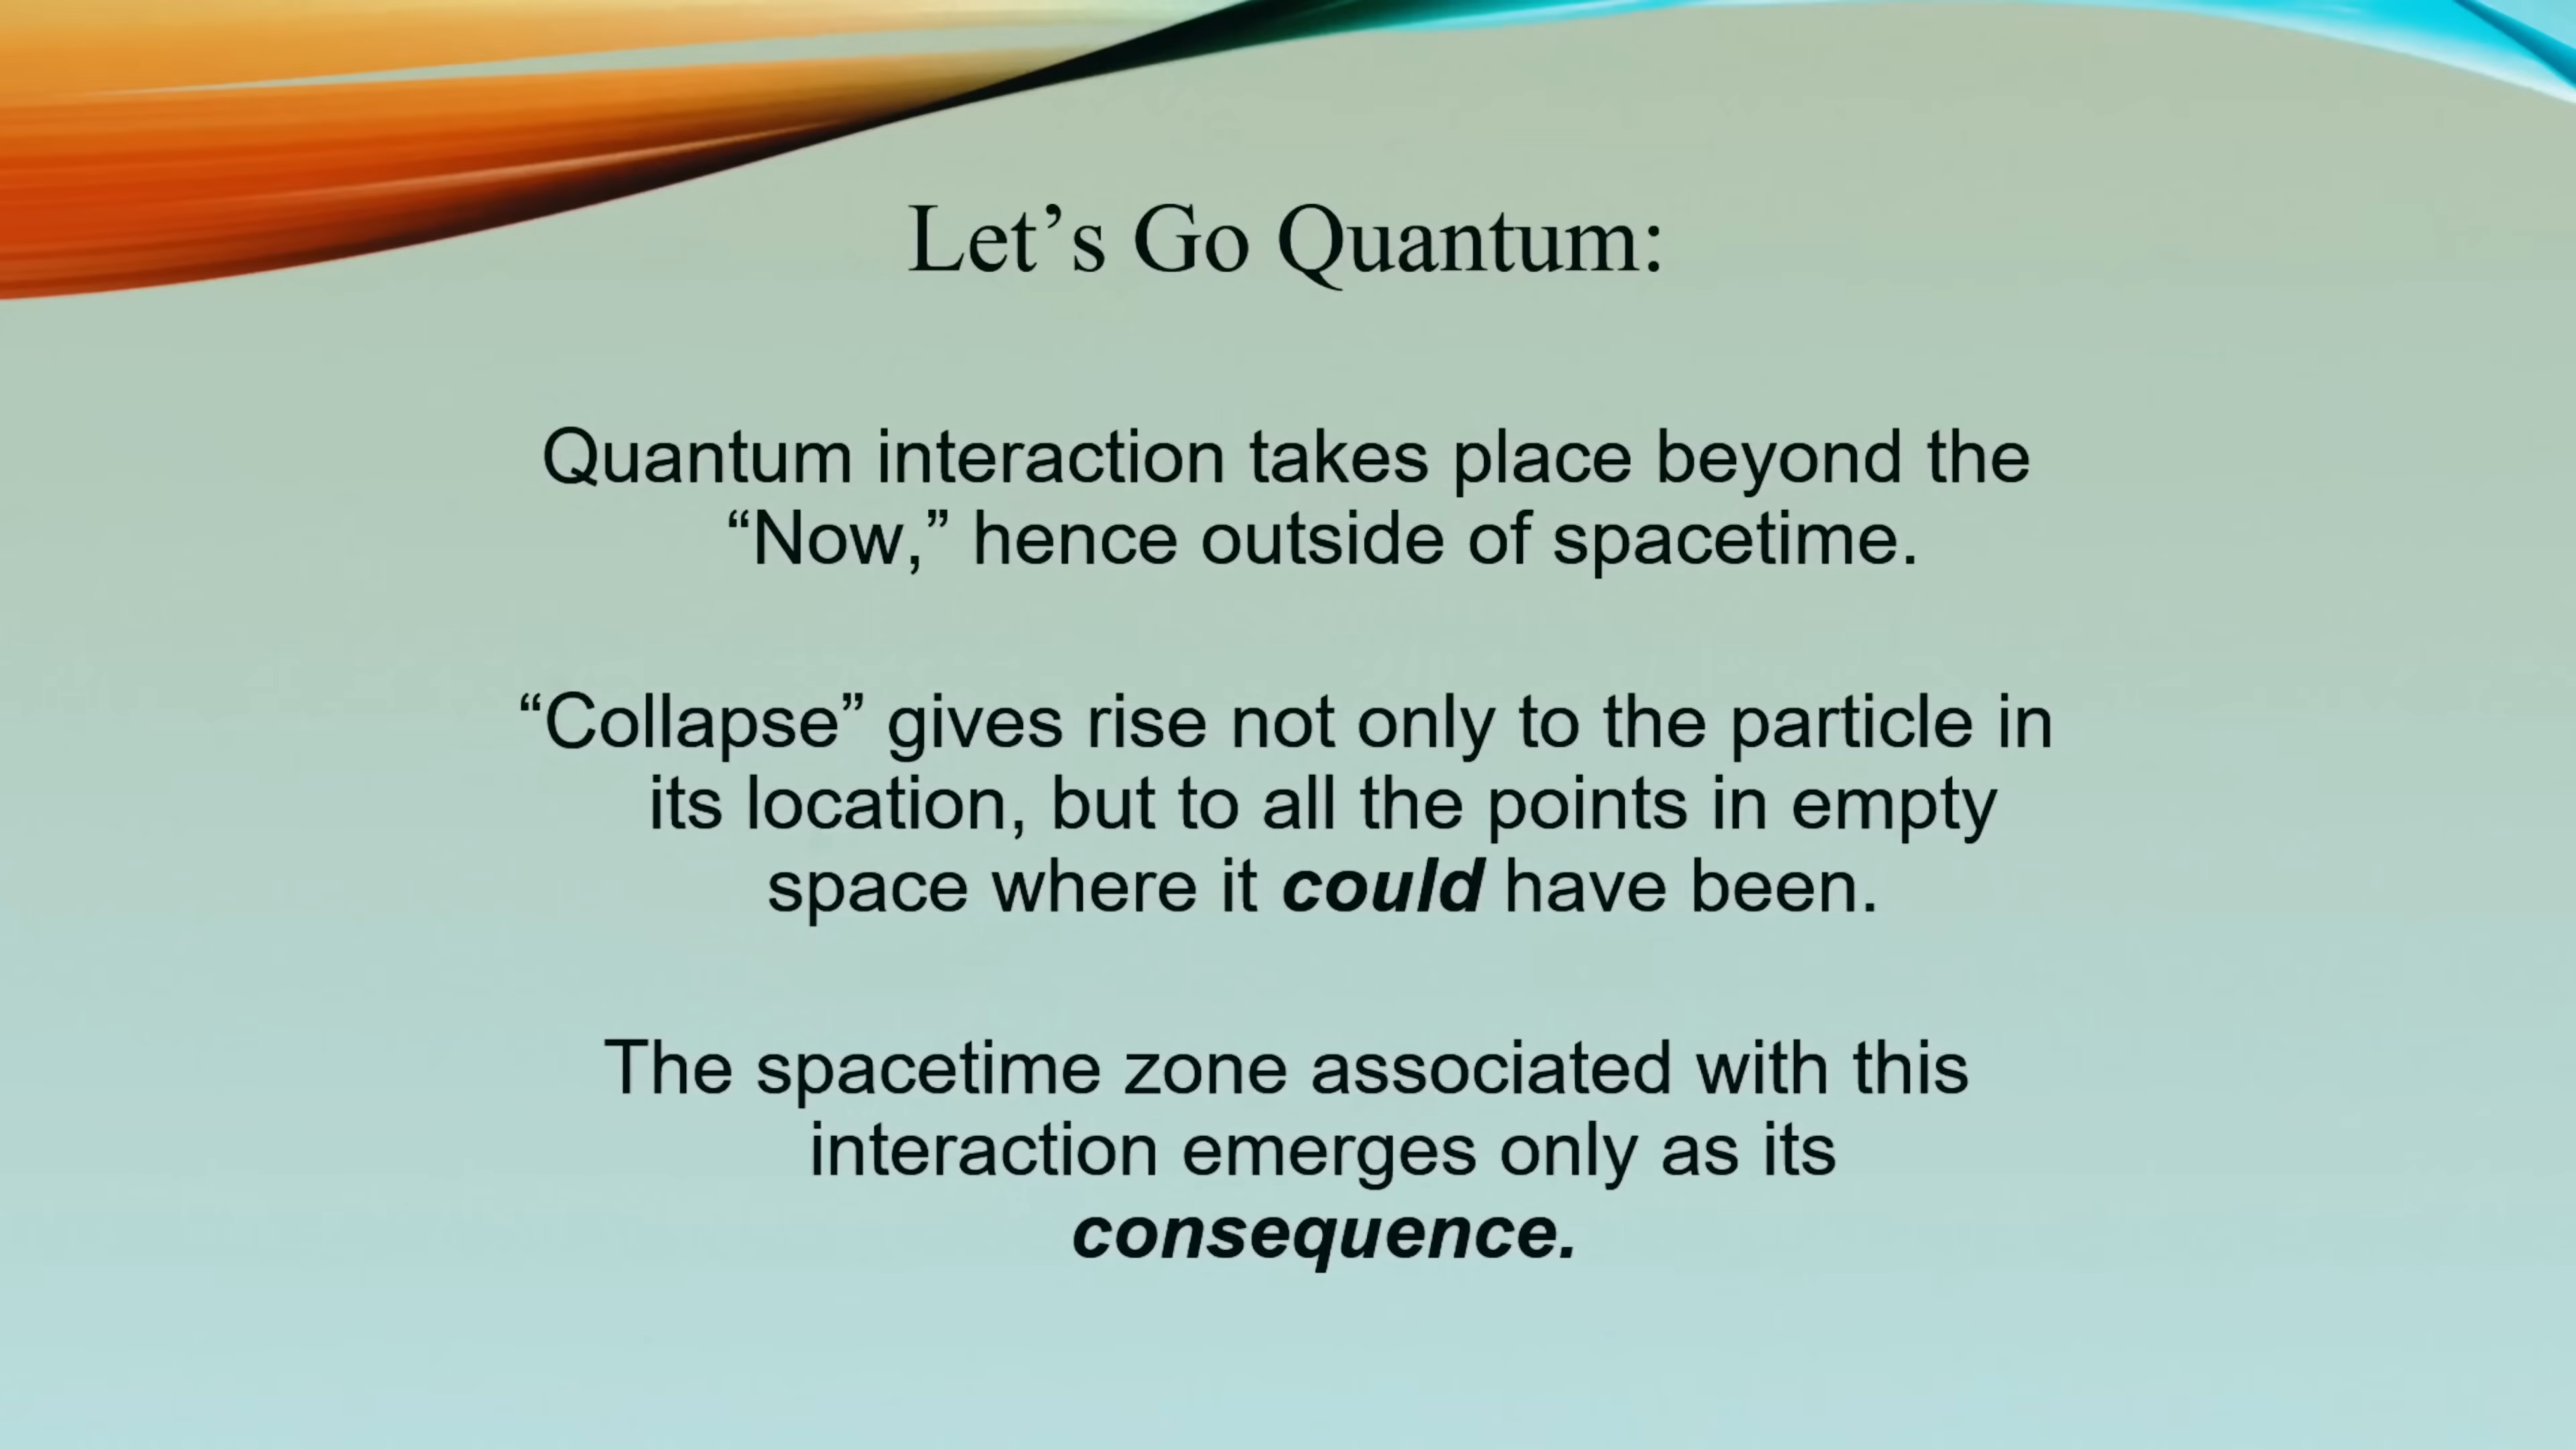 Let’s Go Quantum:
Quantum interaction takes place beyond the
“Now,” hence outside of spacetime.
“Collapse” gives rise not only to the particle in
its location, but to all the points in empty
space where it could have been.
The spacetime zone associated with this
interaction emerges only as its
consequence.